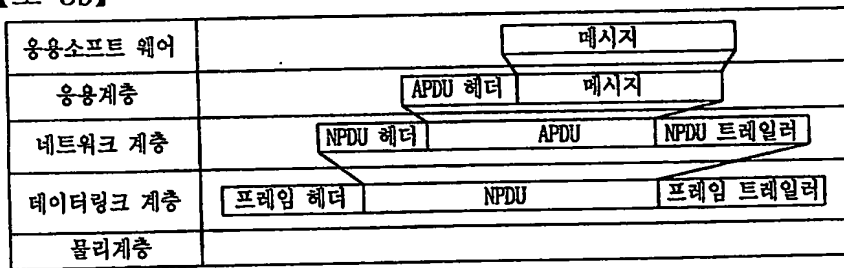 응용소프트 웨어
메시지
응용계층
APDU 헤더
메시지
네트워크 계층
NPDU 헤더
APDU
NPDU 트레일러
데이터링크 계층
프레임 헤더
NPDU
프레임 트레일러
물리계층